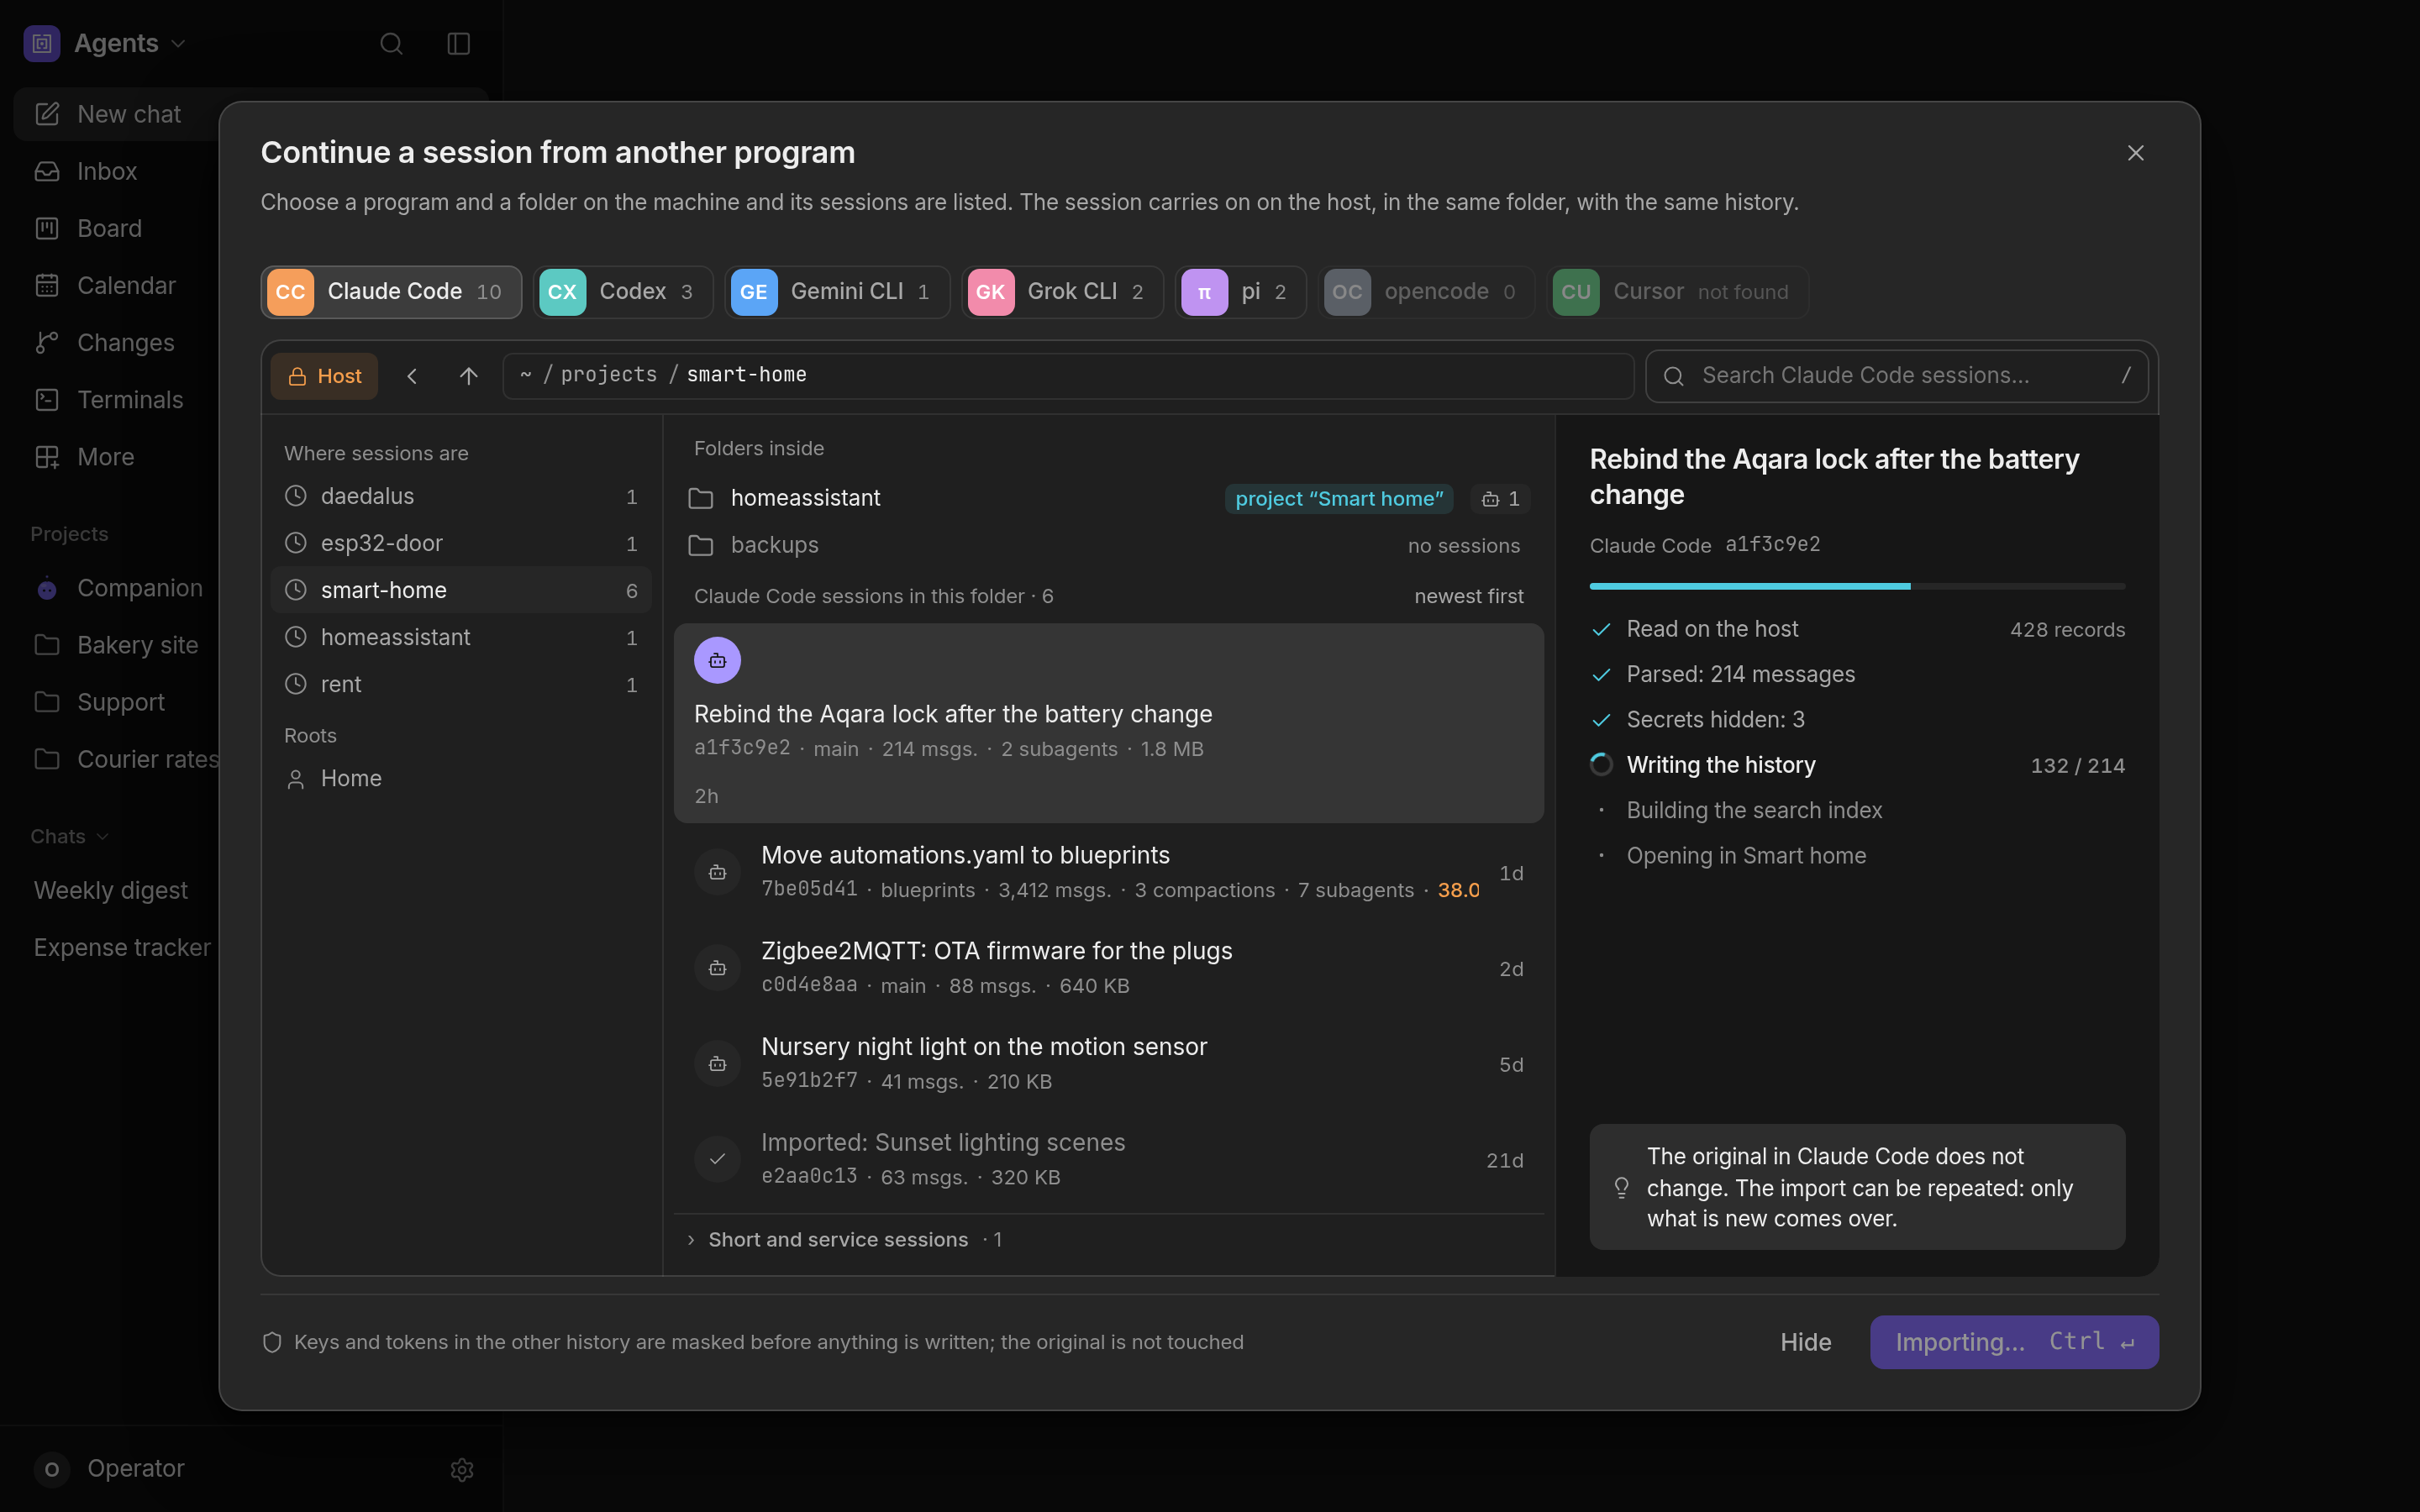 Agents
New chat
Inbox
Board
Calendar
Changes
Terminals
More
Projects
Companion
Bakery site
Support
Courier rates
Chats
Weekly digest
Expense tracker
O Operator
Continue a session from another program
Choose a program and a folder on the machine and its sessions are listed. The session carries on on the host, in the same folder, with the same history.
CC Claude Code 10
CX Codex 3
GE Gemini CLI 1
GK Grok CLI 2
π pi 2
OC opencode 0
CU Cursor not found
Host
~ / projects / smart-home
Search Claude Code sessions... /
Where sessions are
daedalus 1
esp32-door 1
smart-home 6
homeassistant 1
rent 1
Roots
Home
Folders inside
homeassistant project “Smart home” 1
backups no sessions
Claude Code sessions in this folder · 6 newest first
Rebind the Aqara lock after the battery change
a1f3c9e2 · main · 214 msgs. · 2 subagents · 1.8 MB
2h
Move automations.yaml to blueprints
7be05d41 · blueprints · 3,412 msgs. · 3 compactions · 7 subagents · 38.0
1d
Zigbee2MQTT: OTA firmware for the plugs
c0d4e8aa · main · 88 msgs. · 640 KB
2d
Nursery night light on the motion sensor
5e91b2f7 · 41 msgs. · 210 KB
5d
Imported: Sunset lighting scenes
e2aa0c13 · 63 msgs. · 320 KB
21d
Short and service sessions · 1
Rebind the Aqara lock after the battery
change
Claude Code a1f3c9e2
Read on the host 428 records
Parsed: 214 messages
Secrets hidden: 3
Writing the history 132 / 214
· Building the search index
· Opening in Smart home
The original in Claude Code does not
change. The import can be repeated: only
what is new comes over.
Keys and tokens in the other history are masked before anything is written; the original is not touched
Hide
Importing... Ctrl ↵